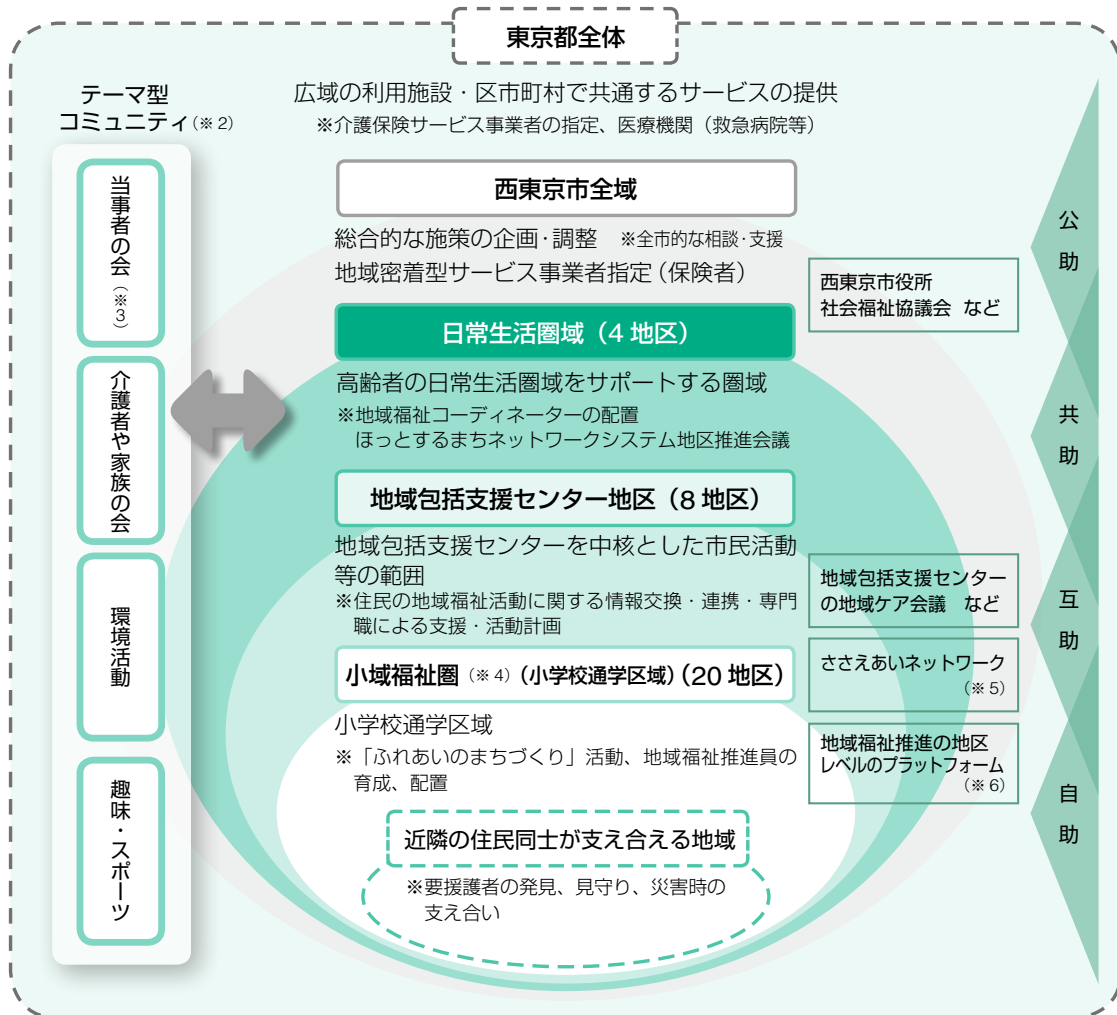 東京都全体
テーマ型
コミュニティ(※2)
広域の利用施設・区市町村で共通するサービスの提供
※介護保険サービス事業者の指定、医療機関(救急病院等)
当事者の会(※3)
介護者や家族の会
環境活動
趣味・スポーツ
西東京市全域
総合的な施策の企画・調整 ※全市的な相談・支援
地域密着型サービス事業者指定(保険者)
西東京市役所
社会福祉協議会 など
日常生活圏域(4地区)
高齢者の日常生活圏域をサポートする圏域
※地域福祉コーディネーターの配置
ほっとするまちネットワークシステム地区推進会議
地域包括支援センター地区(8地区)
地域包括支援センターを中核とした市民活動
等の範囲
※住民の地域福祉活動に関する情報交換・連携・専門
職による支援・活動計画
地域包括支援センター
の地域ケア会議 など
小域福祉圏(※4)(小学校通学区域)(20地区)
小学校通学区域
※「ふれあいのまちづくり」活動、地域福祉推進員の
育成、配置
ささえあいネットワーク
(※5)
地域福祉推進の地区
レベルのプラットフォーム
(※6)
近隣の住民同士が支え合える地域
※要援護者の発見、見守り、災害時の
支え合い
公助
共助
互助
自助